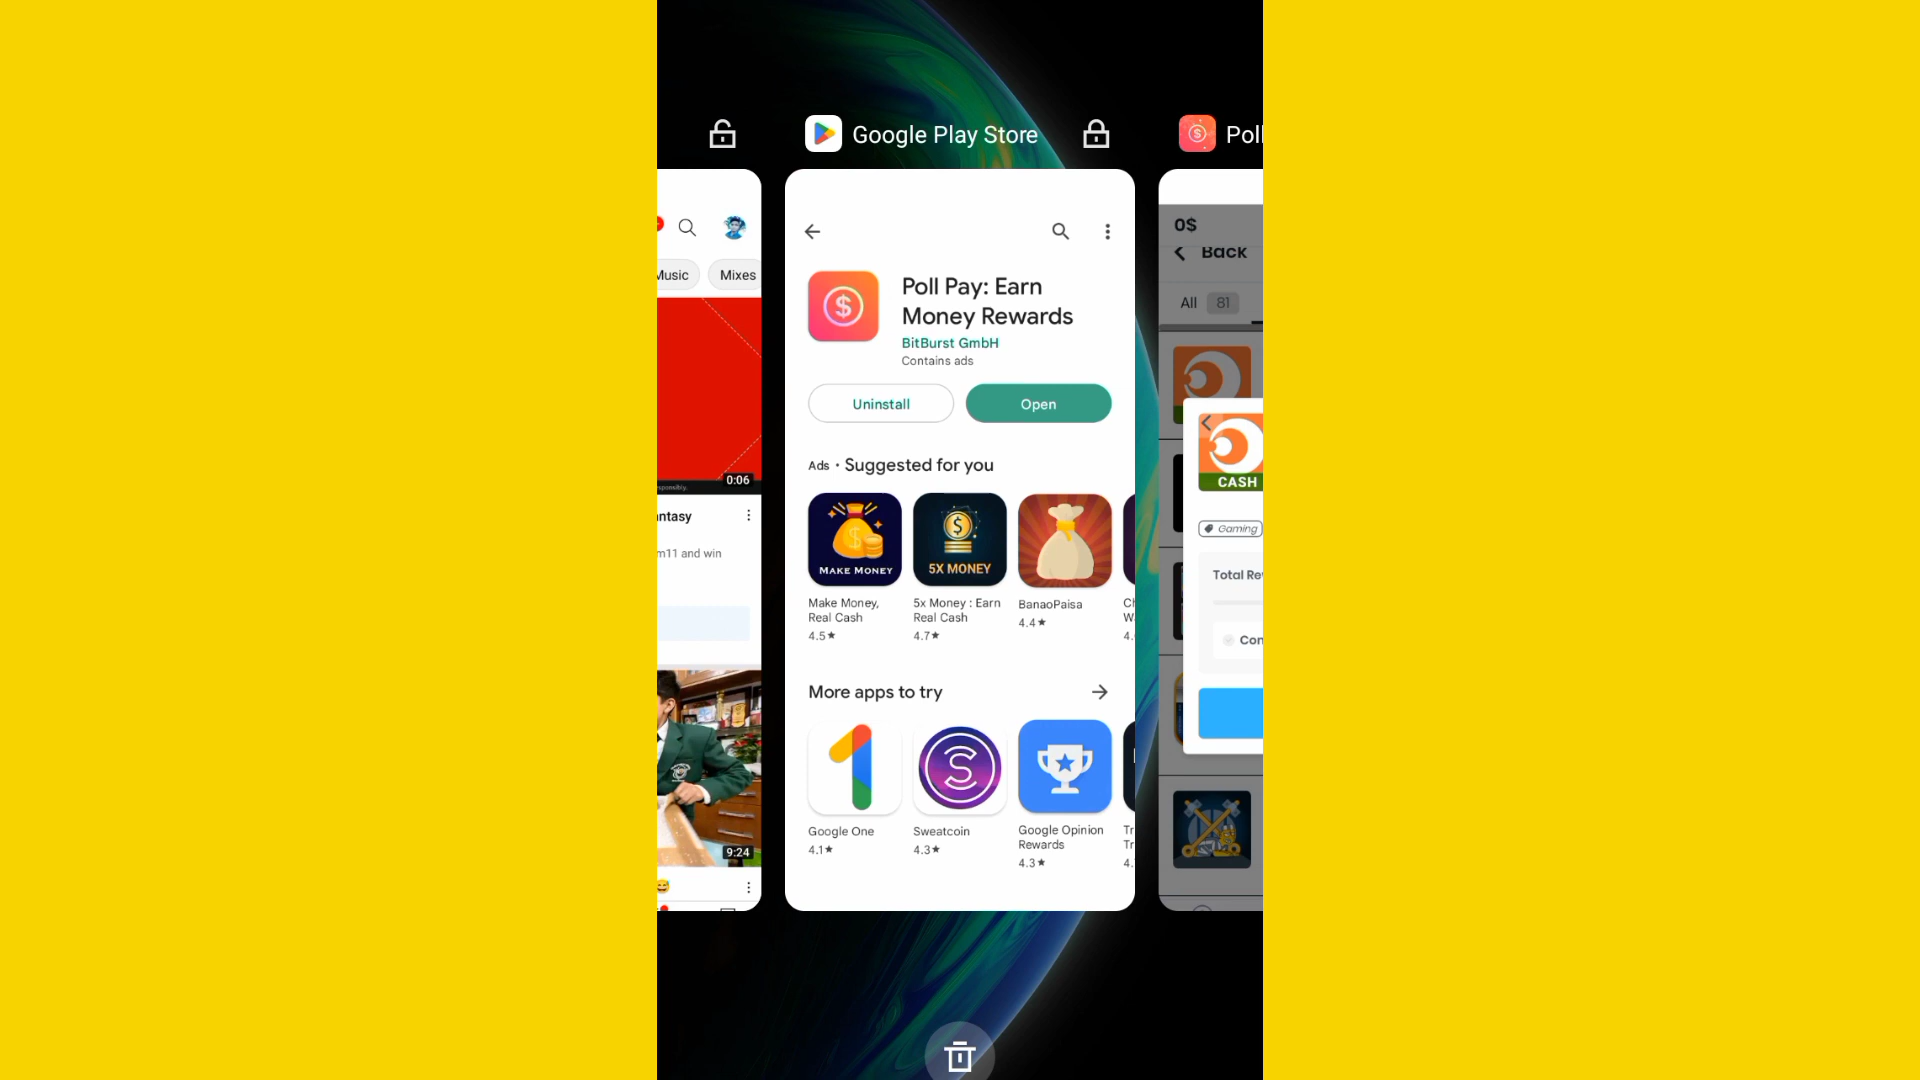 Google Play Store
Poll
Music
Mixes
0:06
ntasy
m11 and win
9:24
Poll Pay: Earn
Money Rewards
BitBurst GmbH
Contains ads
Uninstall
Open
Ads • Suggested for you
MAKE MONEY
5X MONEY
Make Money,
Real Cash
4.5★
5x Money : Earn
Real Cash
4.7★
BanaoPaisa
4.4★
More apps to try
Google One
4.1★
Sweatcoin
4.3★
Google Opinion
Rewards
4.3★
Tr
Tr
4.
0$
Back
All 81
CASH
Gaming
Total Re
Con